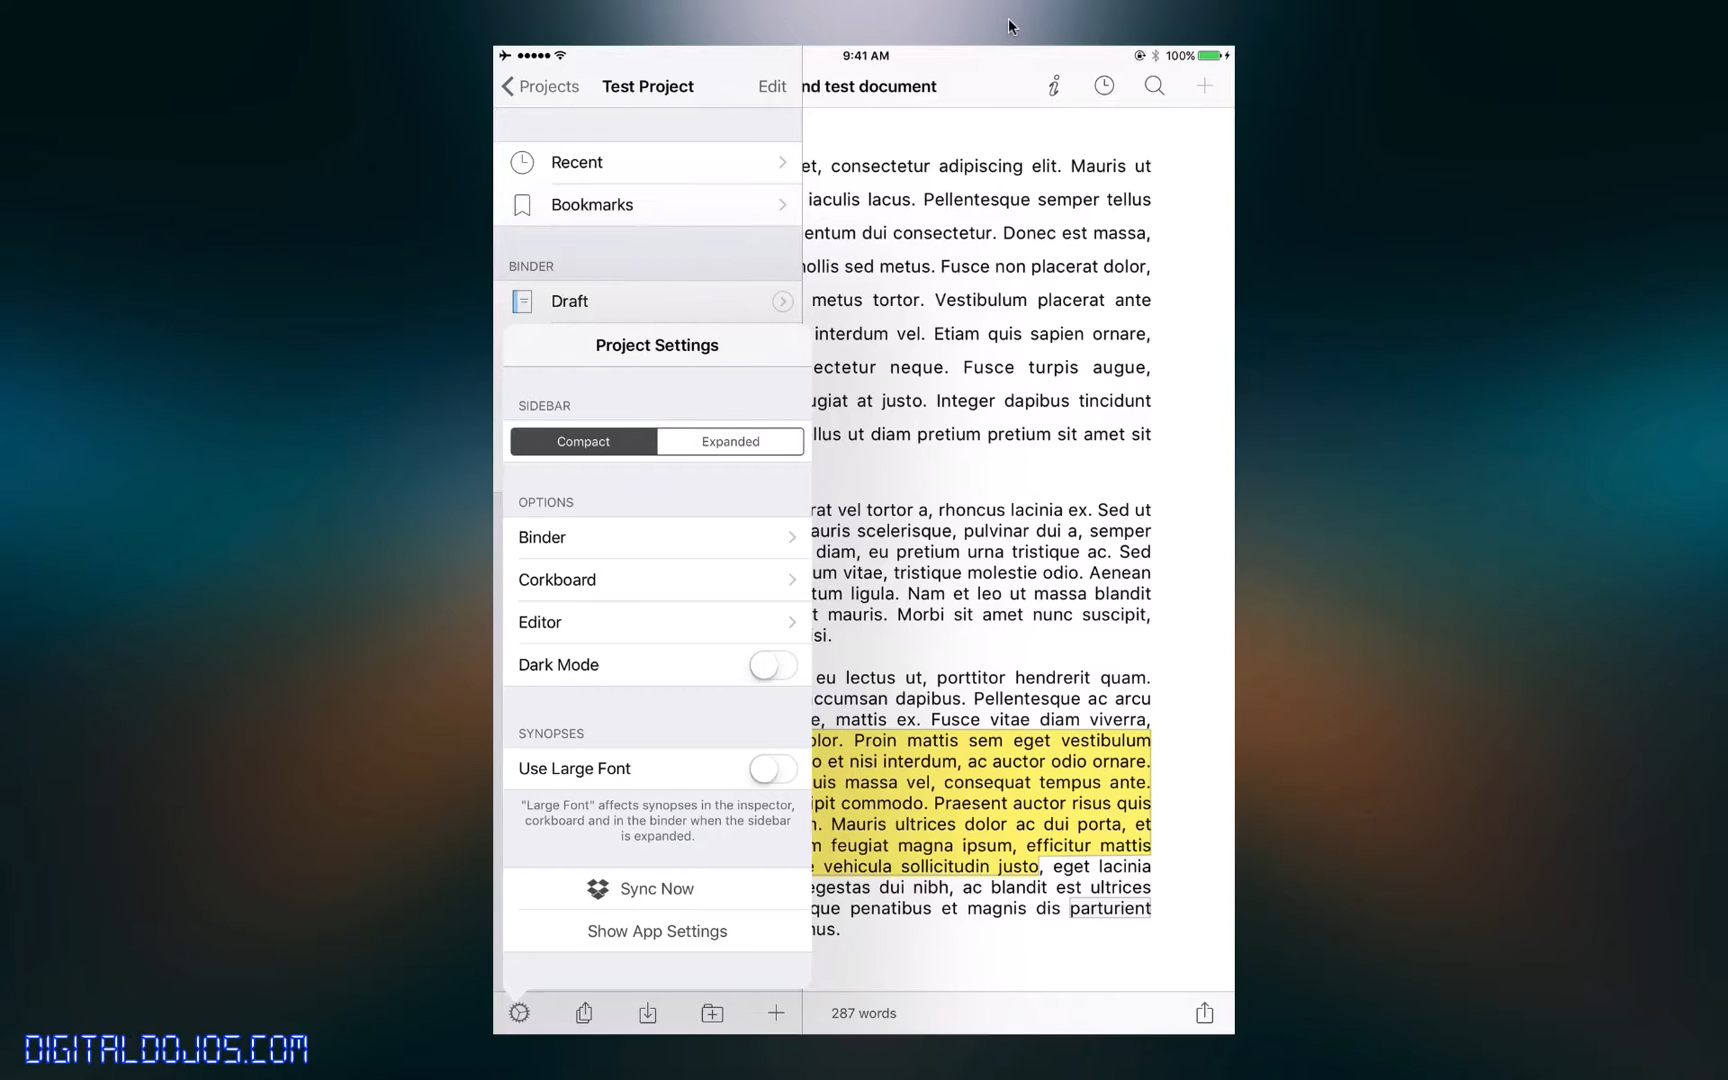 9:41 AM
100%
Projects
Test Project
Edit
nd test document
Recent
Bookmarks
BINDER
Draft
Project Settings
SIDEBAR
Compact
Expanded
OPTIONS
Binder
Corkboard
Editor
Dark Mode
SYNOPSES
Use Large Font
"Large Font" affects synopses in the inspector,
corkboard and in the binder when the sidebar
is expanded.
Sync Now
Show App Settings
et, consectetur adipiscing elit. Mauris ut
iaculis lacus. Pellentesque semper tellus
entum dui consectetur. Donec est massa,
nollis sed metus. Fusce non placerat dolor,
metus tortor. Vestibulum placerat ante
interdum vel. Etiam quis sapien ornare,
ectetur neque. Fusce turpis augue,
ugiat at justo. Integer dapibus tincidunt
llus ut diam pretium pretium sit amet sit
rat vel tortor a, rhoncus lacinia ex. Sed ut
auris scelerisque, pulvinar dui a, semper
diam, eu pretium urna tristique ac. Sed
um vitae, tristique molestie odio. Aenean
tum ligula. Nam et leo ut massa blandit
t mauris. Morbi sit amet nunc suscipit,
isi.
eu lectus ut, porttitor hendrerit quam.
ccumsan dapibus. Pellentesque ac arcu
e, mattis ex. Fusce vitae diam viverra,
olor. Proin mattis sem eget vestibulum
o et nisi interdum, ac auctor odio ornare.
uis massa vel, consequat tempus ante.
ipit commodo. Praesent auctor risus quis
n. Mauris ultrices dolor ac dui porta, et
m feugiat magna ipsum, efficitur mattis
e vehicula sollicitudin justo, eget lacinia
egestas dui nibh, ac blandit est ultrices
que penatibus et magnis dis parturient
nus.
287 words
DIGITALDOJOS.COM